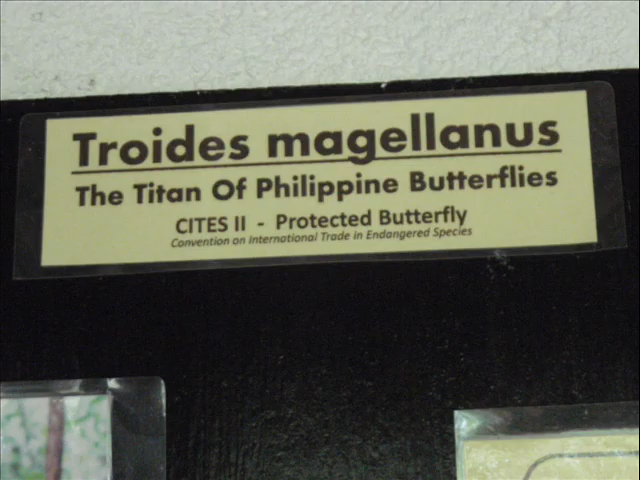 Troides magellanus
The Titan Of Philippine Butterflies
CITES II - Protected Butterfly
Convention on International Trade in Endangered Species